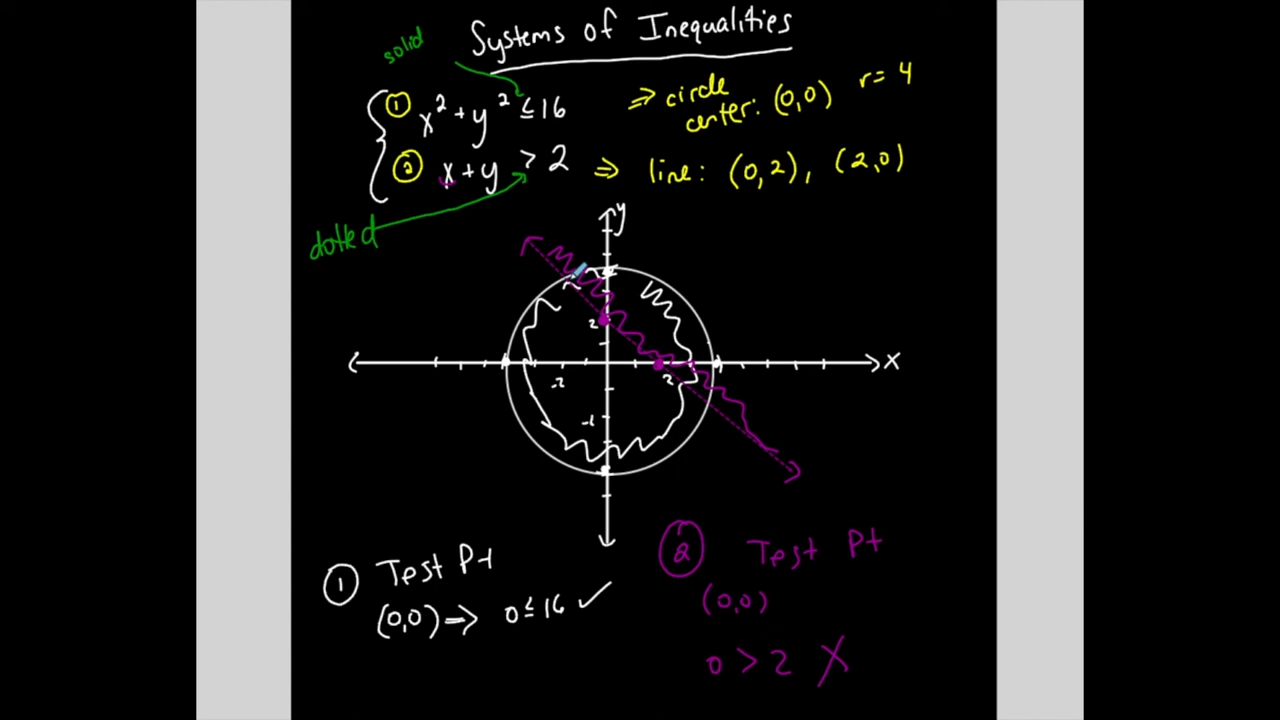 Systems of Inequalities
solid
① x² + y² ≤ 16 ⇒ circle center: (0,0) r = 4
② x + y > 2 ⇒ line: (0,2), (2,0)
dotted
y
2
x
-2 2
-1
① Test Pt
(0,0) ⇒ 0 ≤ 16 ✓
② Test Pt
(0,0)
0 > 2 X